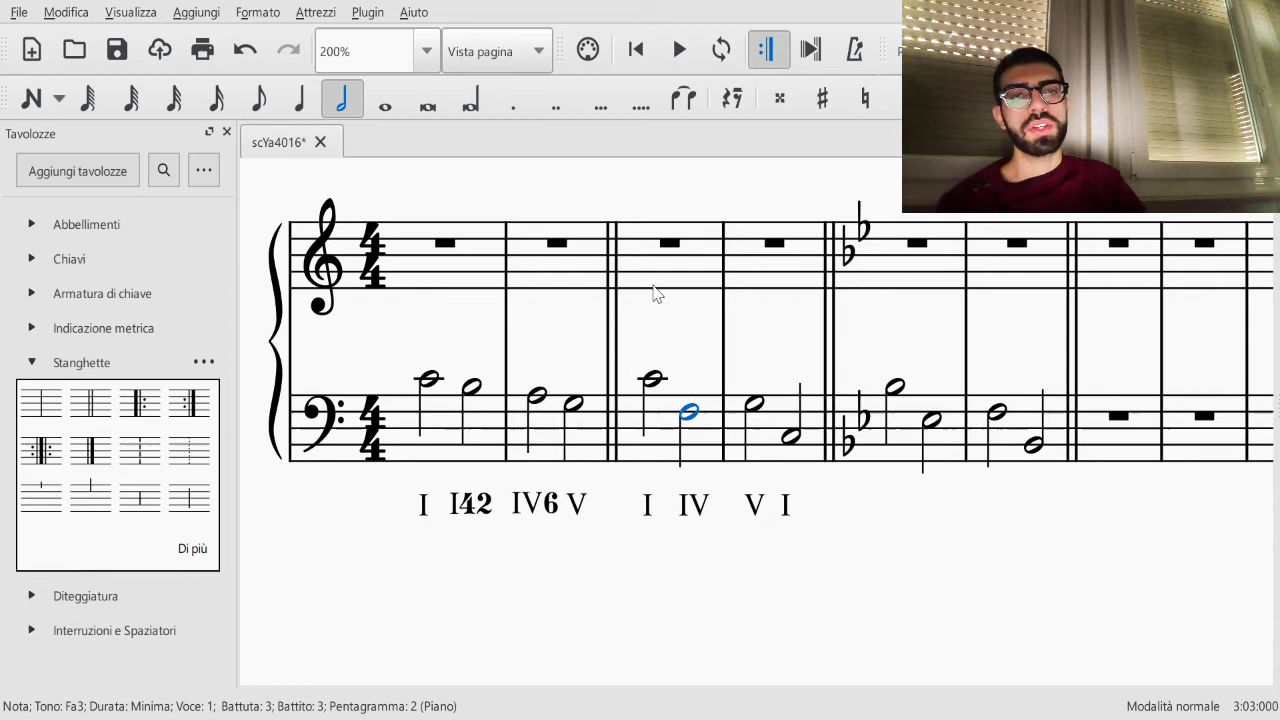 File Modifica Visualizza Aggiungi Formato Attrezzi Plugin Aiuto
200% Vista pagina
Tavolozze
scYa4016*
Aggiungi tavolozze
Abbellimenti
Chiavi
Armatura di chiave
Indicazione metrica
Stanghette
Di più
Diteggiatura
Interruzioni e Spaziatori
I I42 IV6 V I IV V I
Nota; Tono: Fa3; Durata: Minima; Voce: 1; Battuta: 3; Battito: 3; Pentagramma: 2 (Piano) Modalità normale 3:03:000